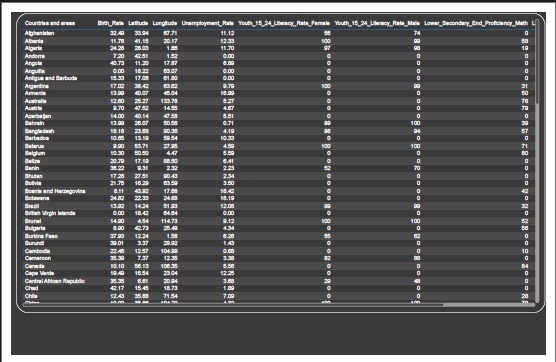 Countries and areas Birth_Rate Latitude Longitude Unemployment_Rate Youth_15_24_Literacy_Rate_Female Youth_15_24_Literacy_Rate_Male Lower_Secondary_End_Proficiency_Math L
Afghanistan 32.49 33.94 67.71 11.12 56 74 0
Albania 11.78 41.15 20.17 12.33 100 99 58
Algeria 24.28 28.03 1.66 11.70 97 98 19
Andorra 7.20 42.51 1.52 0.00 0 0 0
Angola 40.73 11.20 17.87 6.89 0 0 0
Anguilla 0.00 18.22 63.07 0.00 0 0 0
Antigua and Barbuda 15.33 17.06 61.80 0.00 0 0 0
Argentina 17.02 38.42 63.62 9.79 100 99 31
Armenia 13.99 40.07 45.04 16.99 0 0 50
Australia 12.60 25.27 133.78 5.27 0 0 78
Austria 9.70 47.52 14.55 4.67 0 0 79
Azerbaijan 14.00 40.14 47.58 5.51 0 0 0
Bahrain 13.99 26.07 50.56 0.71 99 100 39
Bangladesh 18.18 23.68 90.36 4.19 96 94 57
Barbados 10.65 13.19 59.54 10.33 0 0 0
Belarus 9.90 53.71 27.95 4.59 100 100 71
Belgium 10.30 50.50 4.47 5.59 0 0 80
Belize 20.79 17.19 88.50 6.41 0 0 0
Benin 36.22 9.31 2.32 2.23 52 70 0
Bhutan 17.26 27.51 90.43 2.34 0 0 0
Bolivia 21.75 16.29 63.59 3.50 0 0 0
Bosnia and Herzegovina 8.11 43.92 17.68 18.42 0 0 42
Botswana 24.82 22.33 24.68 18.19 0 0 0
Brazil 13.92 14.24 51.93 12.08 99 99 32
British Virgin Islands 0.00 18.42 64.64 0.00 0 0 0
Brunei 14.90 4.54 114.73 9.12 100 100 52
Bulgaria 8.90 42.73 25.49 4.34 0 0 56
Burkina Faso 37.93 12.24 1.56 6.26 55 62 0
Burundi 39.01 3.37 29.92 1.43 0 0 0
Cambodia 22.46 12.57 104.99 0.68 0 0 10
Cameroon 35.39 7.37 12.35 3.38 82 88 0
Canada 10.10 56.13 106.35 5.56 0 0 84
Cape Verde 19.49 16.54 23.04 12.25 0 0 0
Central African Republic 35.35 6.61 20.94 3.68 29 48 0
Chad 42.17 15.45 18.73 1.89 0 0 0
Chile 12.43 35.68 71.54 7.09 0 0 28